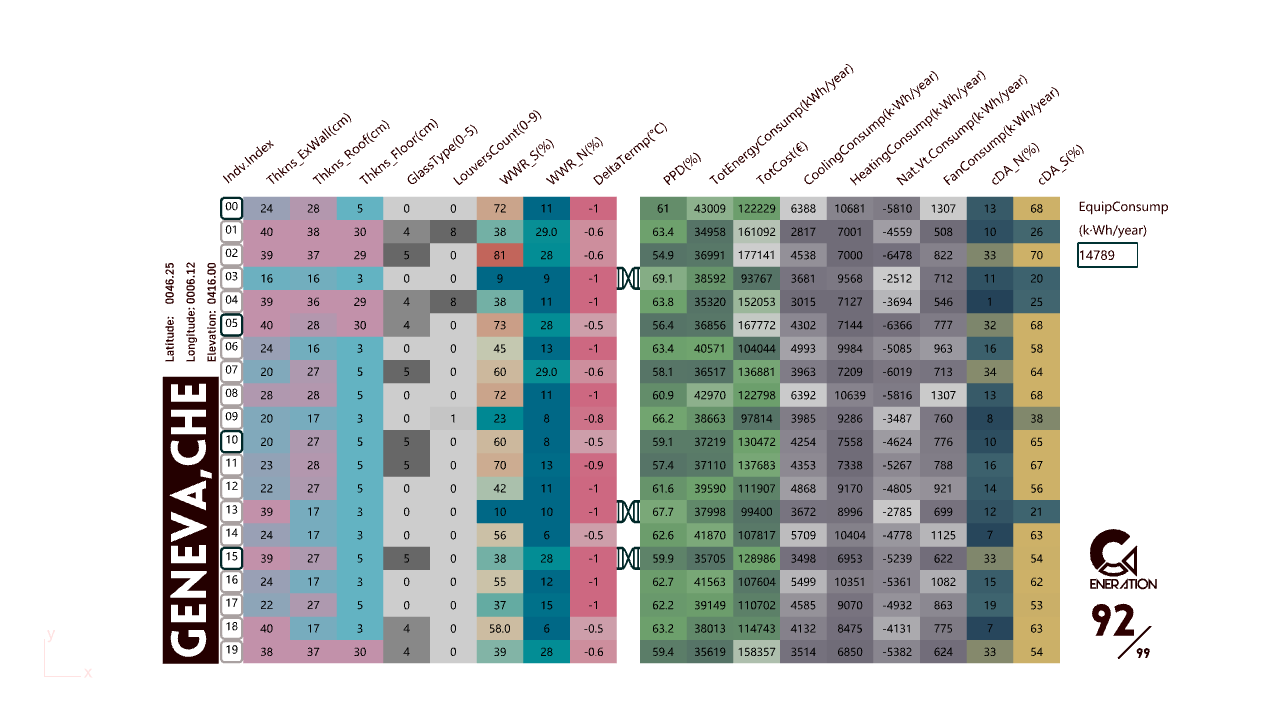 Indv.Index Thkns_ExWall(cm) Thkns_Roof(cm) Thkns_Floor(cm) GlassType(0-5) LouversCount(0-9) WWR_S(%) WWR_N(%) DeltaTermp(°C) PPD(%) TotEnergyConsump(kWh/year) TotCost(€) CoolingConsump(k·Wh/year) HeatingConsump(k·Wh/year) Nat.Vt.Consump(k·Wh/year) FanConsump(k·Wh/year) cDA_N(%) cDA_S(%)
00 24 28 5 0 0 72 11 -1 61 43009 122229 6388 10681 -5810 1307 13 68
01 40 38 30 4 8 38 29.0 -0.6 63.4 34958 161092 2817 7001 -4559 508 10 26
02 39 37 29 5 0 81 28 -0.6 54.9 36991 177141 4538 7000 -6478 822 33 70
03 16 16 3 0 0 9 9 -1 69.1 38592 93767 3681 9568 -2512 712 11 20
04 39 36 29 4 8 38 11 -1 63.8 35320 152053 3015 7127 -3694 546 1 25
05 40 28 30 4 0 73 28 -0.5 56.4 36856 167772 4302 7144 -6366 777 32 68
06 24 16 3 0 0 45 13 -1 63.4 40571 104044 4993 9984 -5085 963 16 58
07 20 27 5 5 0 60 29.0 -0.6 58.1 36517 136881 3963 7209 -6019 713 34 64
08 28 28 5 0 0 72 11 -1 60.9 42970 122798 6392 10639 -5816 1307 13 68
09 20 17 3 0 1 23 8 -0.8 66.2 38663 97814 3985 9286 -3487 760 8 38
10 20 27 5 5 0 60 8 -0.5 59.1 37219 130472 4254 7558 -4624 776 10 65
11 23 28 5 5 0 70 13 -0.9 57.4 37110 137683 4353 7338 -5267 788 16 67
12 22 27 5 0 0 42 11 -1 61.6 39590 111907 4868 9170 -4805 921 14 56
13 39 17 3 0 0 10 10 -1 67.7 37998 99400 3672 8996 -2785 699 12 21
14 24 17 3 0 0 56 6 -0.5 62.6 41870 107817 5709 10404 -4778 1125 7 63
15 39 27 5 5 0 38 28 -1 59.9 35705 128986 3498 6953 -5239 622 33 54
16 24 17 3 0 0 55 12 -1 62.7 41563 107604 5499 10351 -5361 1082 15 62
17 22 27 5 0 0 37 15 -1 62.2 39149 110702 4585 9070 -4932 863 19 53
18 40 17 3 4 0 58.0 6 -0.5 63.2 38013 114743 4132 8475 -4131 775 7 63
19 38 37 30 4 0 39 28 -0.6 59.4 35619 158357 3514 6850 -5382 624 33 54
Latitude: 0046.25
Longitude: 0006.12
Elevation: 0416.00
GENEVA,CHE
EquipConsump
(k·Wh/year)
14789
ENERATION
92/99
y
x